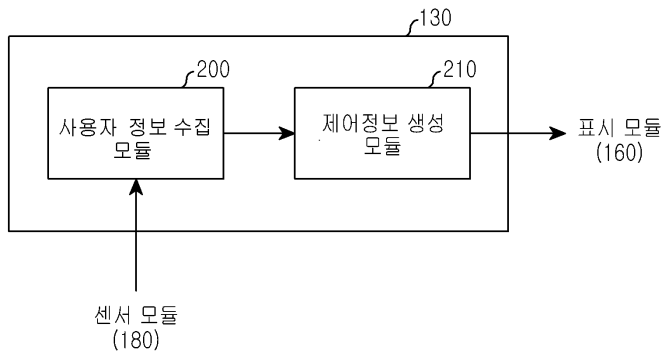 130
200
210
사용자 정보 수집
모듈
제어정보 생성
모듈
표시 모듈
(160)
센서 모듈
(180)